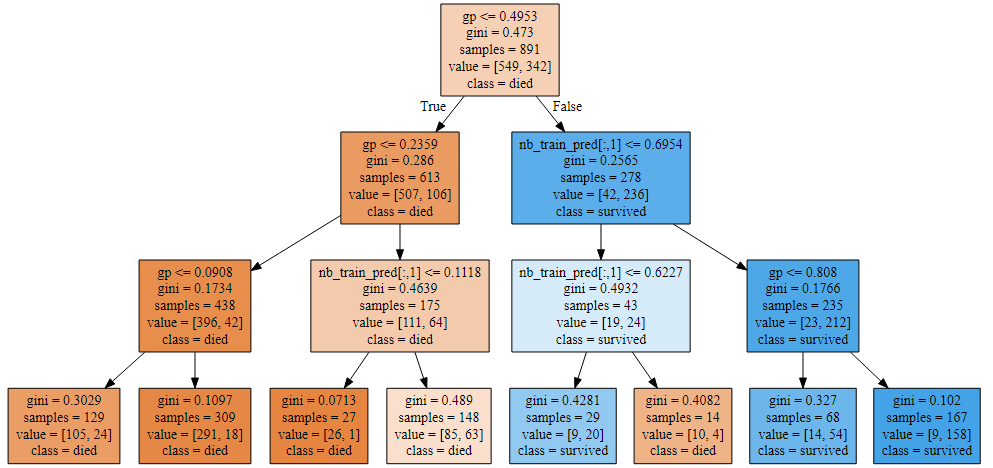 gp <= 0.4953
gini = 0.473
samples = 891
value = [549, 342]
class = died
True
False
gp <= 0.2359
gini = 0.286
samples = 613
value = [507, 106]
class = died
nb_train_pred[:,1] <= 0.6954
gini = 0.2565
samples = 278
value = [42, 236]
class = survived
gp <= 0.0908
gini = 0.1734
samples = 438
value = [396, 42]
class = died
nb_train_pred[:,1] <= 0.1118
gini = 0.4639
samples = 175
value = [111, 64]
class = died
nb_train_pred[:,1] <= 0.6227
gini = 0.4932
samples = 43
value = [19, 24]
class = survived
gp <= 0.808
gini = 0.1766
samples = 235
value = [23, 212]
class = survived
gini = 0.3029
samples = 129
value = [105, 24]
class = died
gini = 0.1097
samples = 309
value = [291, 18]
class = died
gini = 0.0713
samples = 27
value = [26, 1]
class = died
gini = 0.489
samples = 148
value = [85, 63]
class = died
gini = 0.4281
samples = 29
value = [9, 20]
class = survived
gini = 0.4082
samples = 14
value = [10, 4]
class = died
gini = 0.327
samples = 68
value = [14, 54]
class = survived
gini = 0.102
samples = 167
value = [9, 158]
class = survived